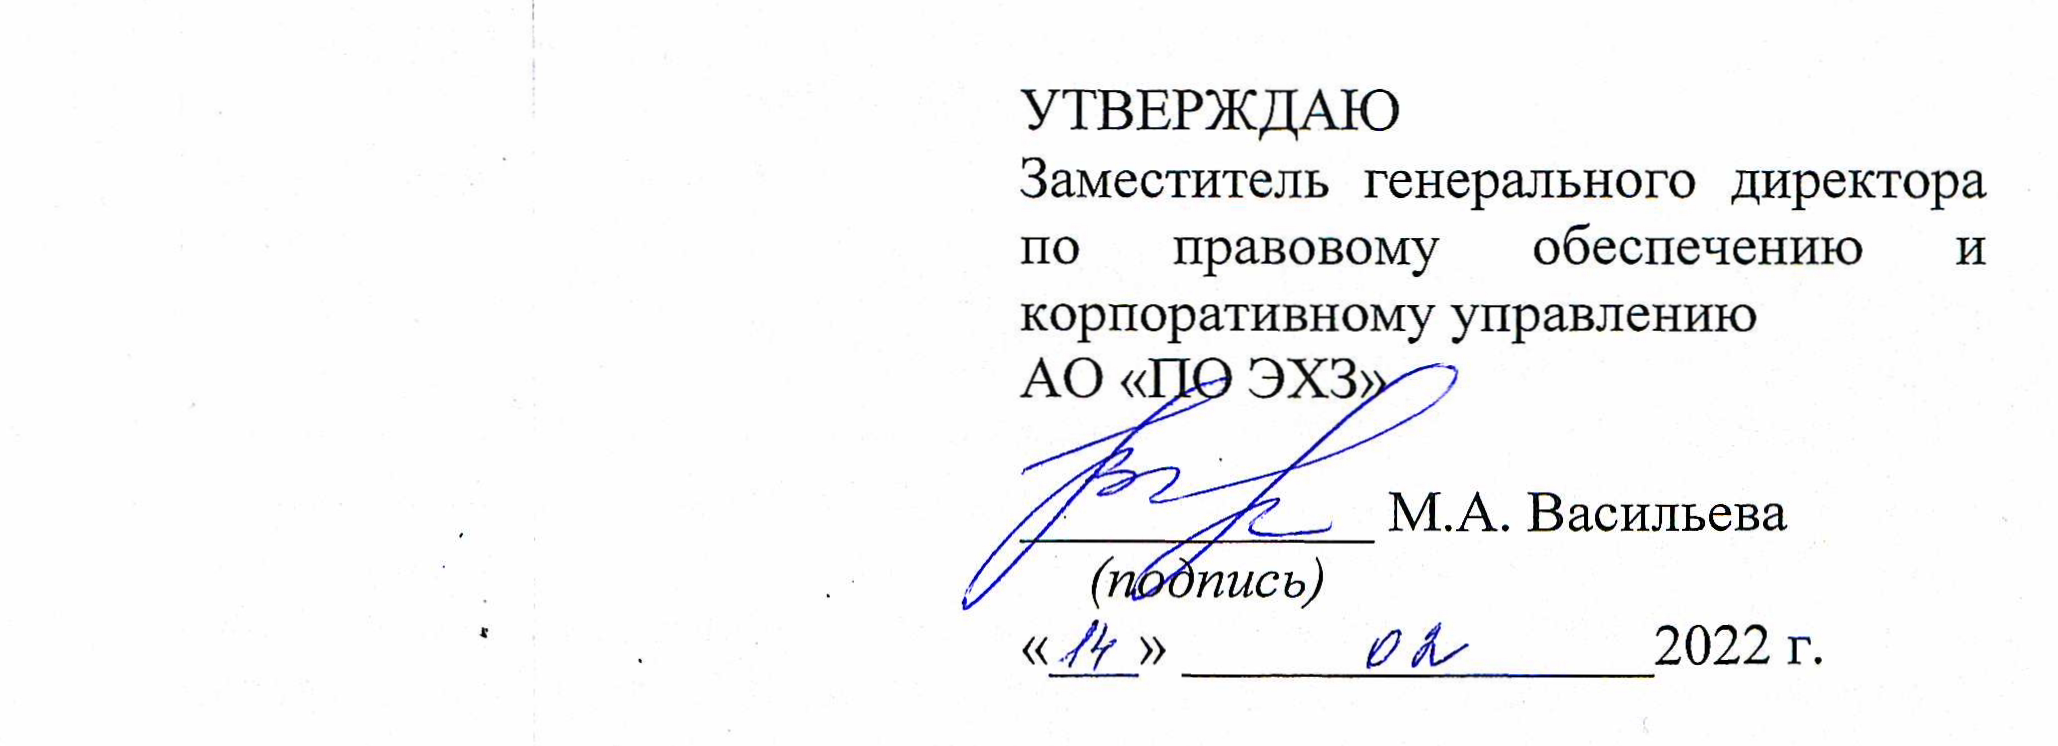 УТВЕРЖДАЮ
Заместитель генерального директора
по правовому обеспечению и
корпоративному управлению
АО «ПО ЭХЗ»
М.А. Васильева
(подпись)
«14» 02 2022 г.